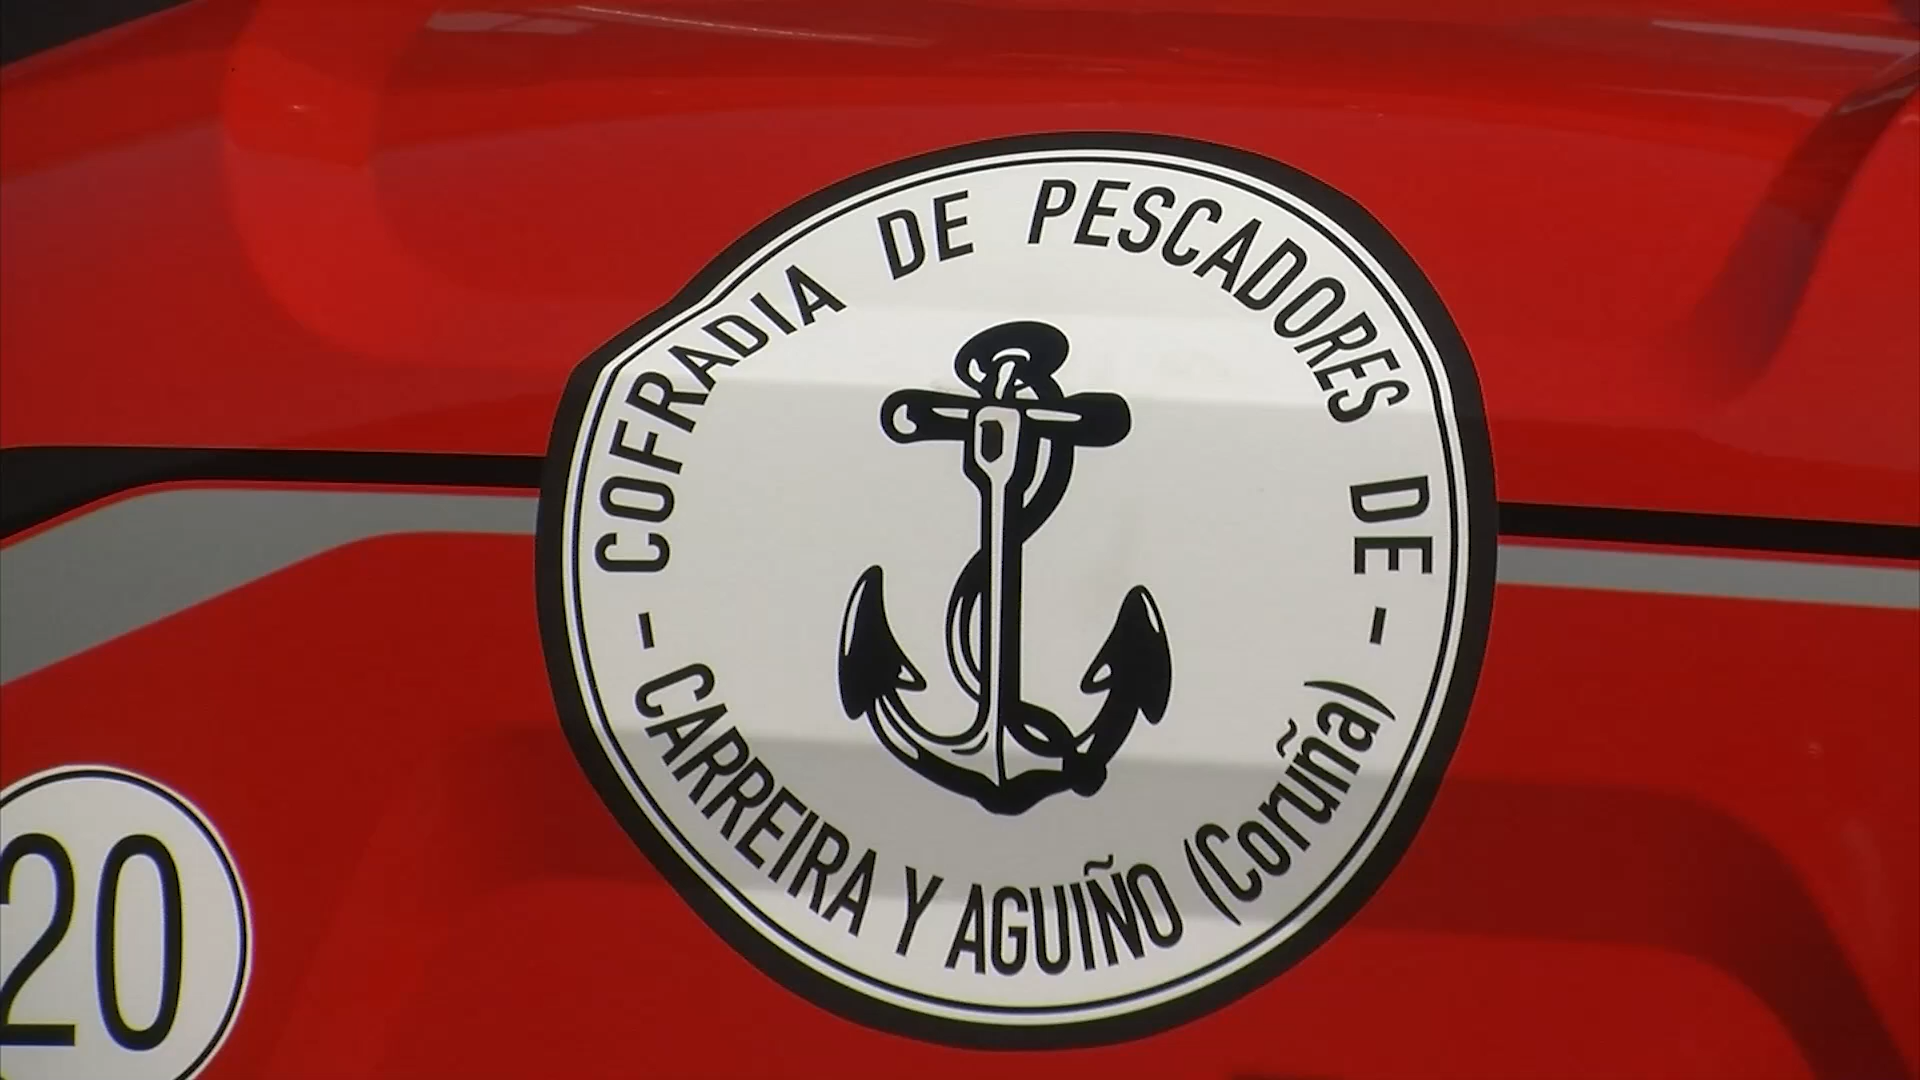 COFRADIA DE PESCADORES DE
- CARREIRA Y AGUIÑO (Coruña) -
20